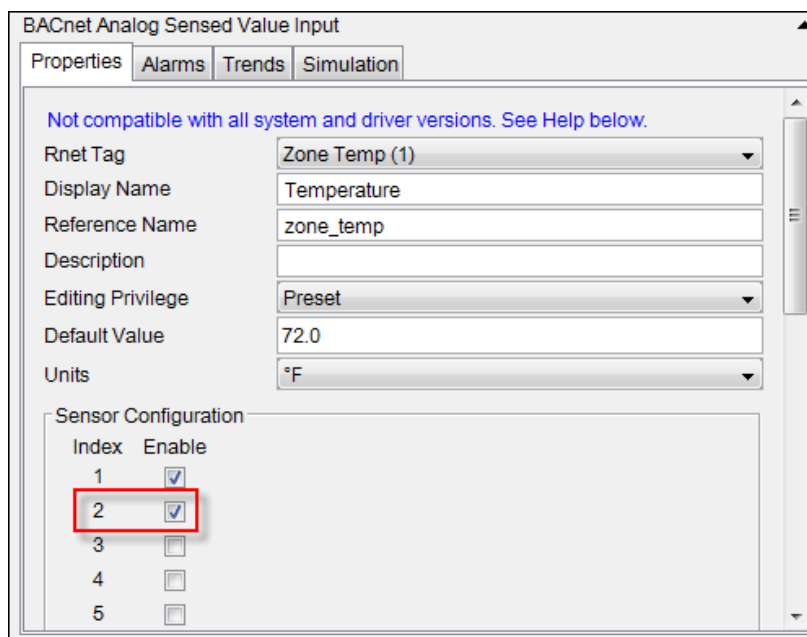 BACnet Analog Sensed Value Input
Properties Alarms Trends Simulation
Not compatible with all system and driver versions. See Help below.
Rnet Tag Zone Temp (1)
Display Name Temperature
Reference Name zone_temp
Description
Editing Privilege Preset
Default Value 72.0
Units °F
Sensor Configuration
Index Enable
1
2
3
4
5